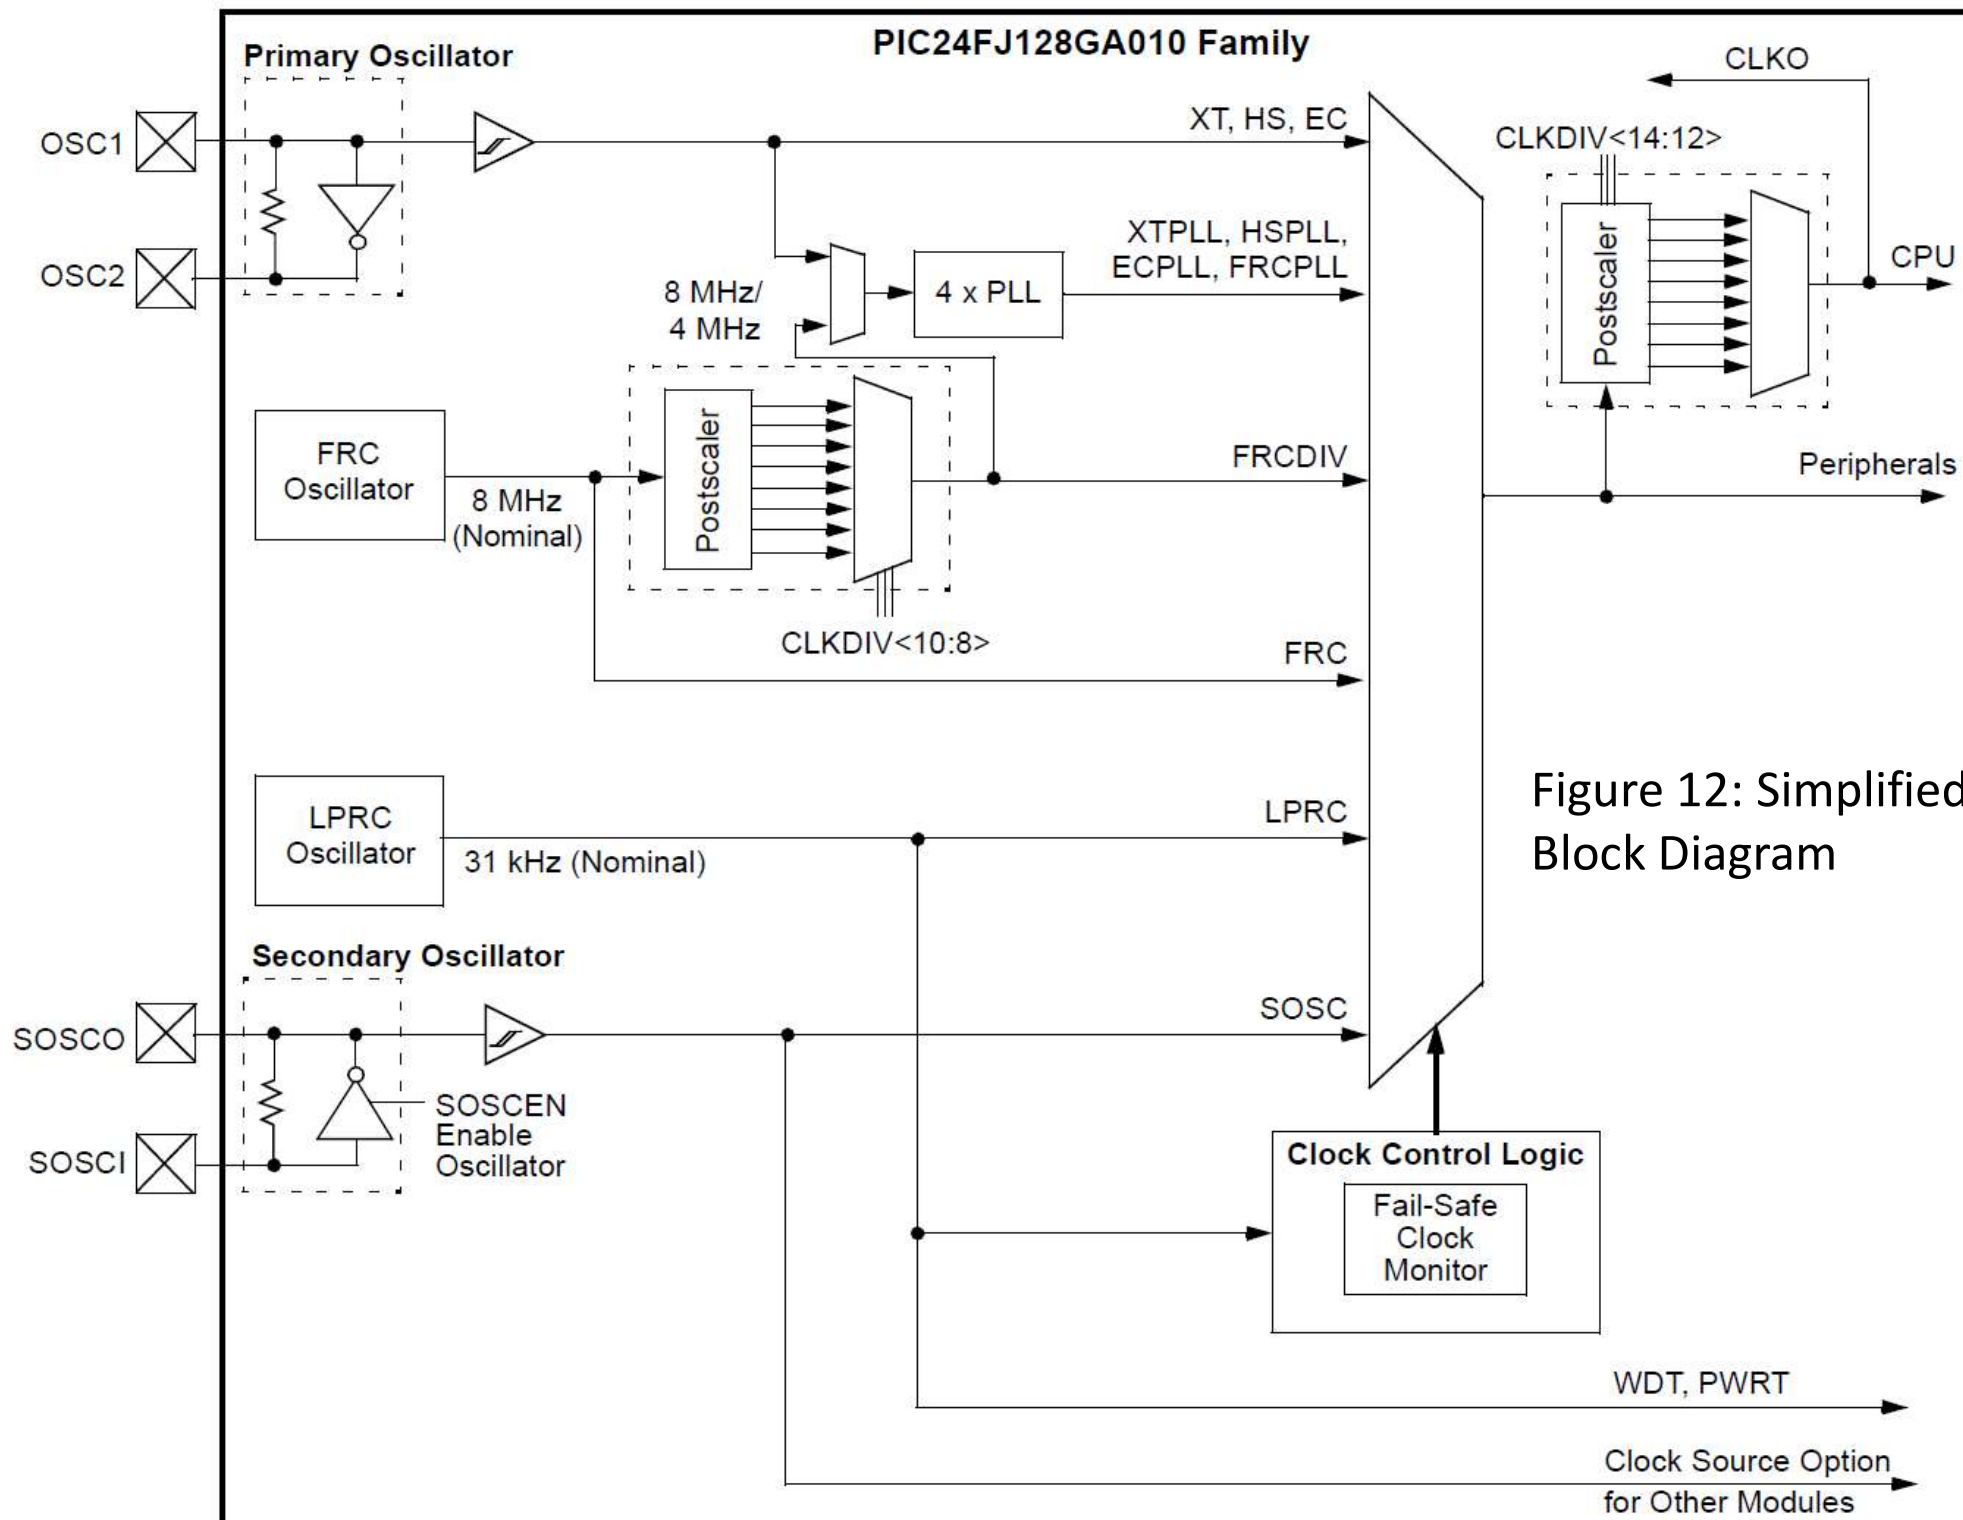 PIC24FJ128GA010 Family
Primary Oscillator
CLKO
OSC1
XT, HS, EC
CLKDIV<14:12>
OSC2
XTPLL, HSPLL,
ECPLL, FRCPLL
8 MHz/
4 MHz
4 x PLL
Postscaler
CPU
FRC
Oscillator
8 MHz
(Nominal)
Postscaler
FRCDIV
Peripherals
CLKDIV<10:8>
FRC
LPRC
Oscillator
31 kHz (Nominal)
LPRC
Figure 12: Simplified
Block Diagram
Secondary Oscillator
SOSCO
SOSC
SOSCEN
Enable
Oscillator
SOSCI
Clock Control Logic
Fail-Safe
Clock
Monitor
WDT, PWRT
Clock Source Option
for Other Modules